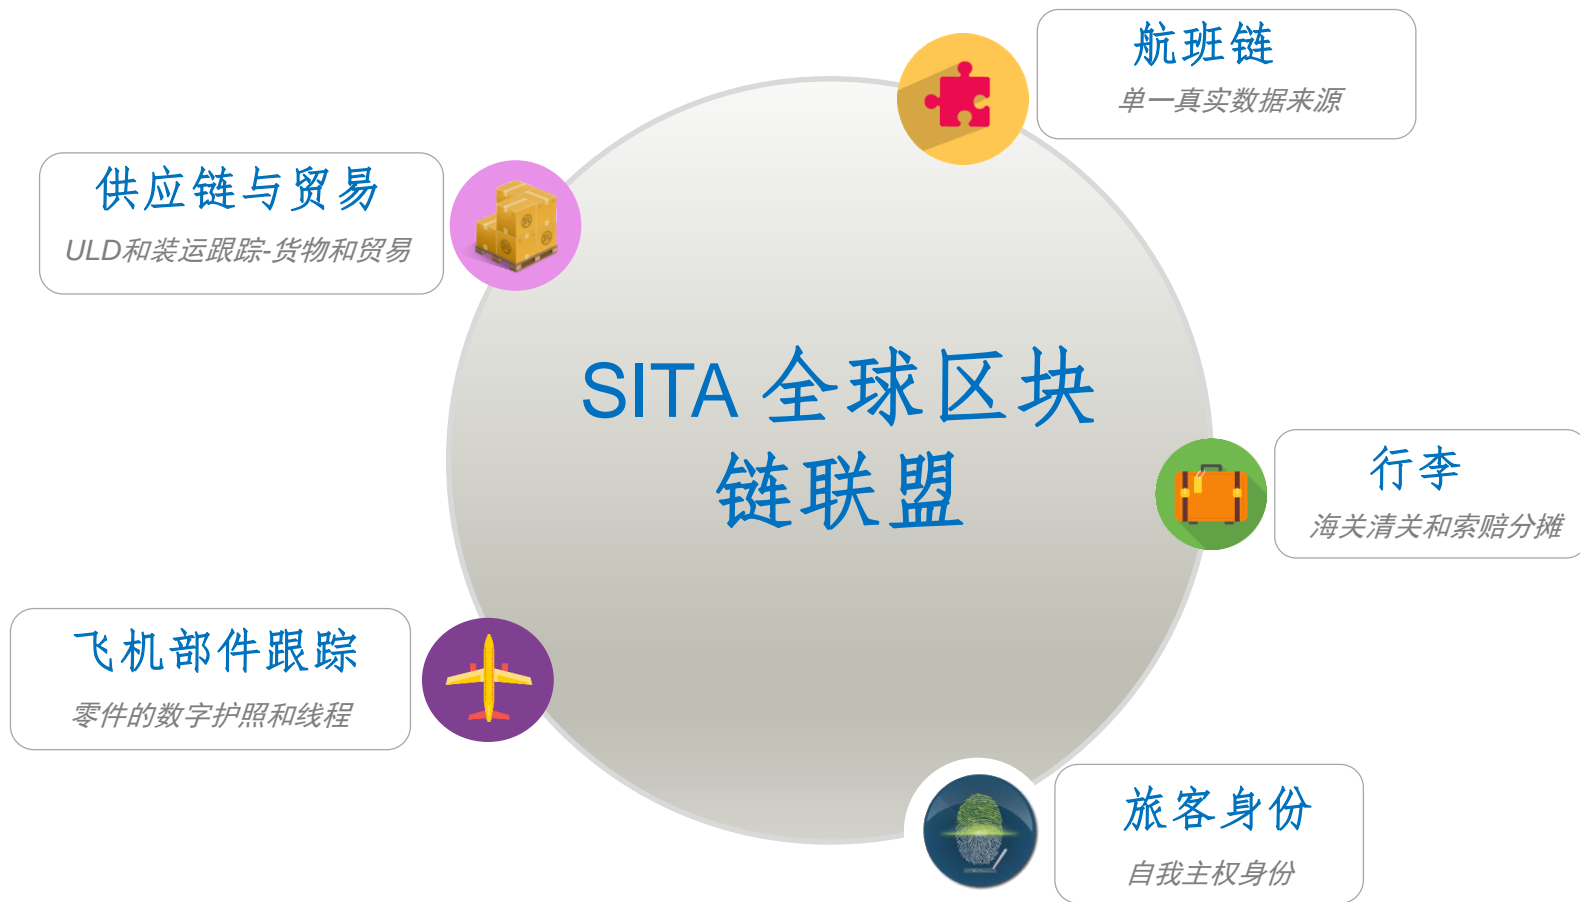 航班链
单一真实数据来源
供应链与贸易
ULD和装运跟踪-货物和贸易
SITA 全球区块
链联盟
行李
海关清关和索赔分摊
飞机部件跟踪
零件的数字护照和线程
旅客身份
自我主权身份